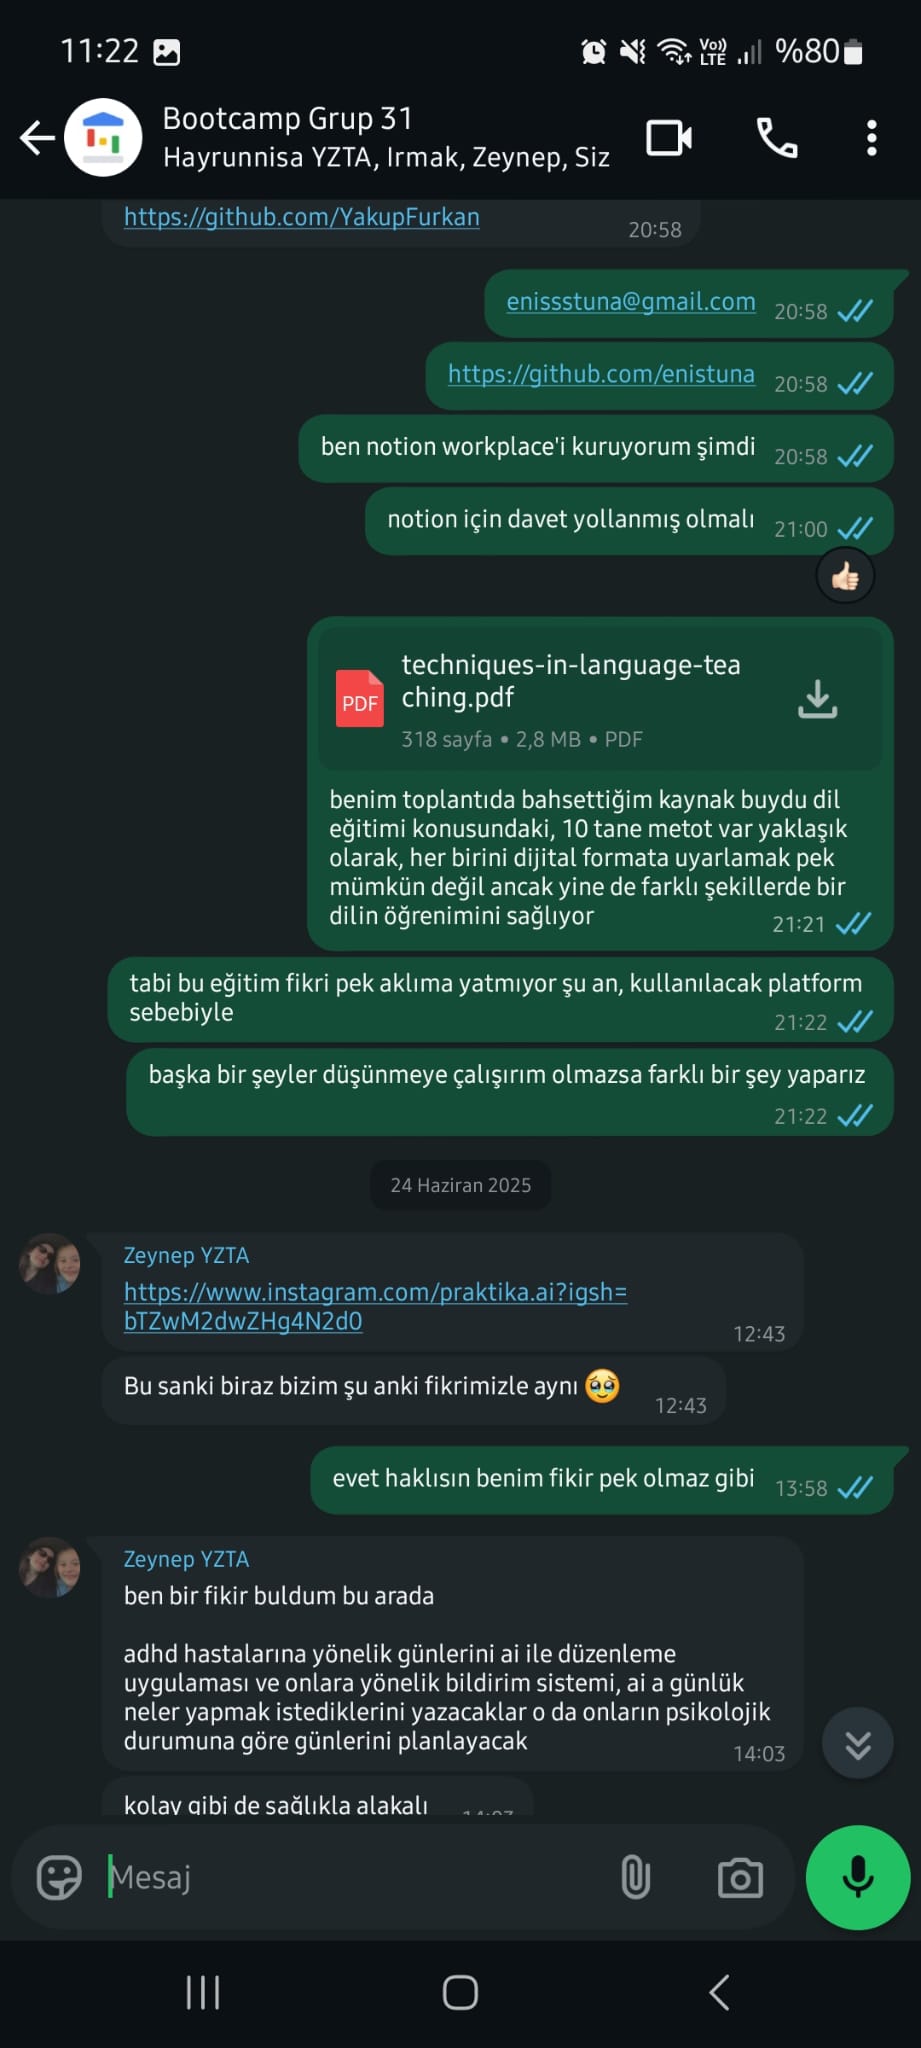 11:22
Vo))
LTE
%80
Bootcamp Grup 31
Hayrunnisa YZTA, Irmak, Zeynep, Siz
https://github.com/YakupFurkan
20:58
enissstuna@gmail.com
20:58
https://github.com/enistuna
20:58
ben notion workplace'i kuruyorum şimdi
20:58
notion için davet yollanmış olmalı
21:00
PDF
techniques-in-language-tea
ching.pdf
318 sayfa • 2,8 MB • PDF
benim toplantıda bahsettiğim kaynak buydu dil
eğitimi konusundaki, 10 tane metot var yaklaşık
olarak, her birini dijital formata uyarlamak pek
mümkün değil ancak yine de farklı şekillerde bir
dilin öğrenimini sağlıyor
21:21
tabi bu eğitim fikri pek aklıma yatmıyor şu an, kullanılacak platform
sebebiyle
21:22
başka bir şeyler düşünmeye çalışırım olmazsa farklı bir şey yaparız
21:22
24 Haziran 2025
Zeynep YZTA
https://www.instagram.com/praktika.ai?igsh=
bTZwM2dwZHg4N2d0
12:43
Bu sanki biraz bizim şu anki fikrimizle aynı 🥹
12:43
evet haklısın benim fikir pek olmaz gibi
13:58
Zeynep YZTA
ben bir fikir buldum bu arada
adhd hastalarına yönelik günlerini ai ile düzenleme
uygulaması ve onlara yönelik bildirim sistemi, ai a günlük
neler yapmak istediklerini yazacaklar o da onların psikolojik
durumuna göre günlerini planlayacak
14:03
kolay gibi de sağlıkla alakalı
14:03
Mesaj